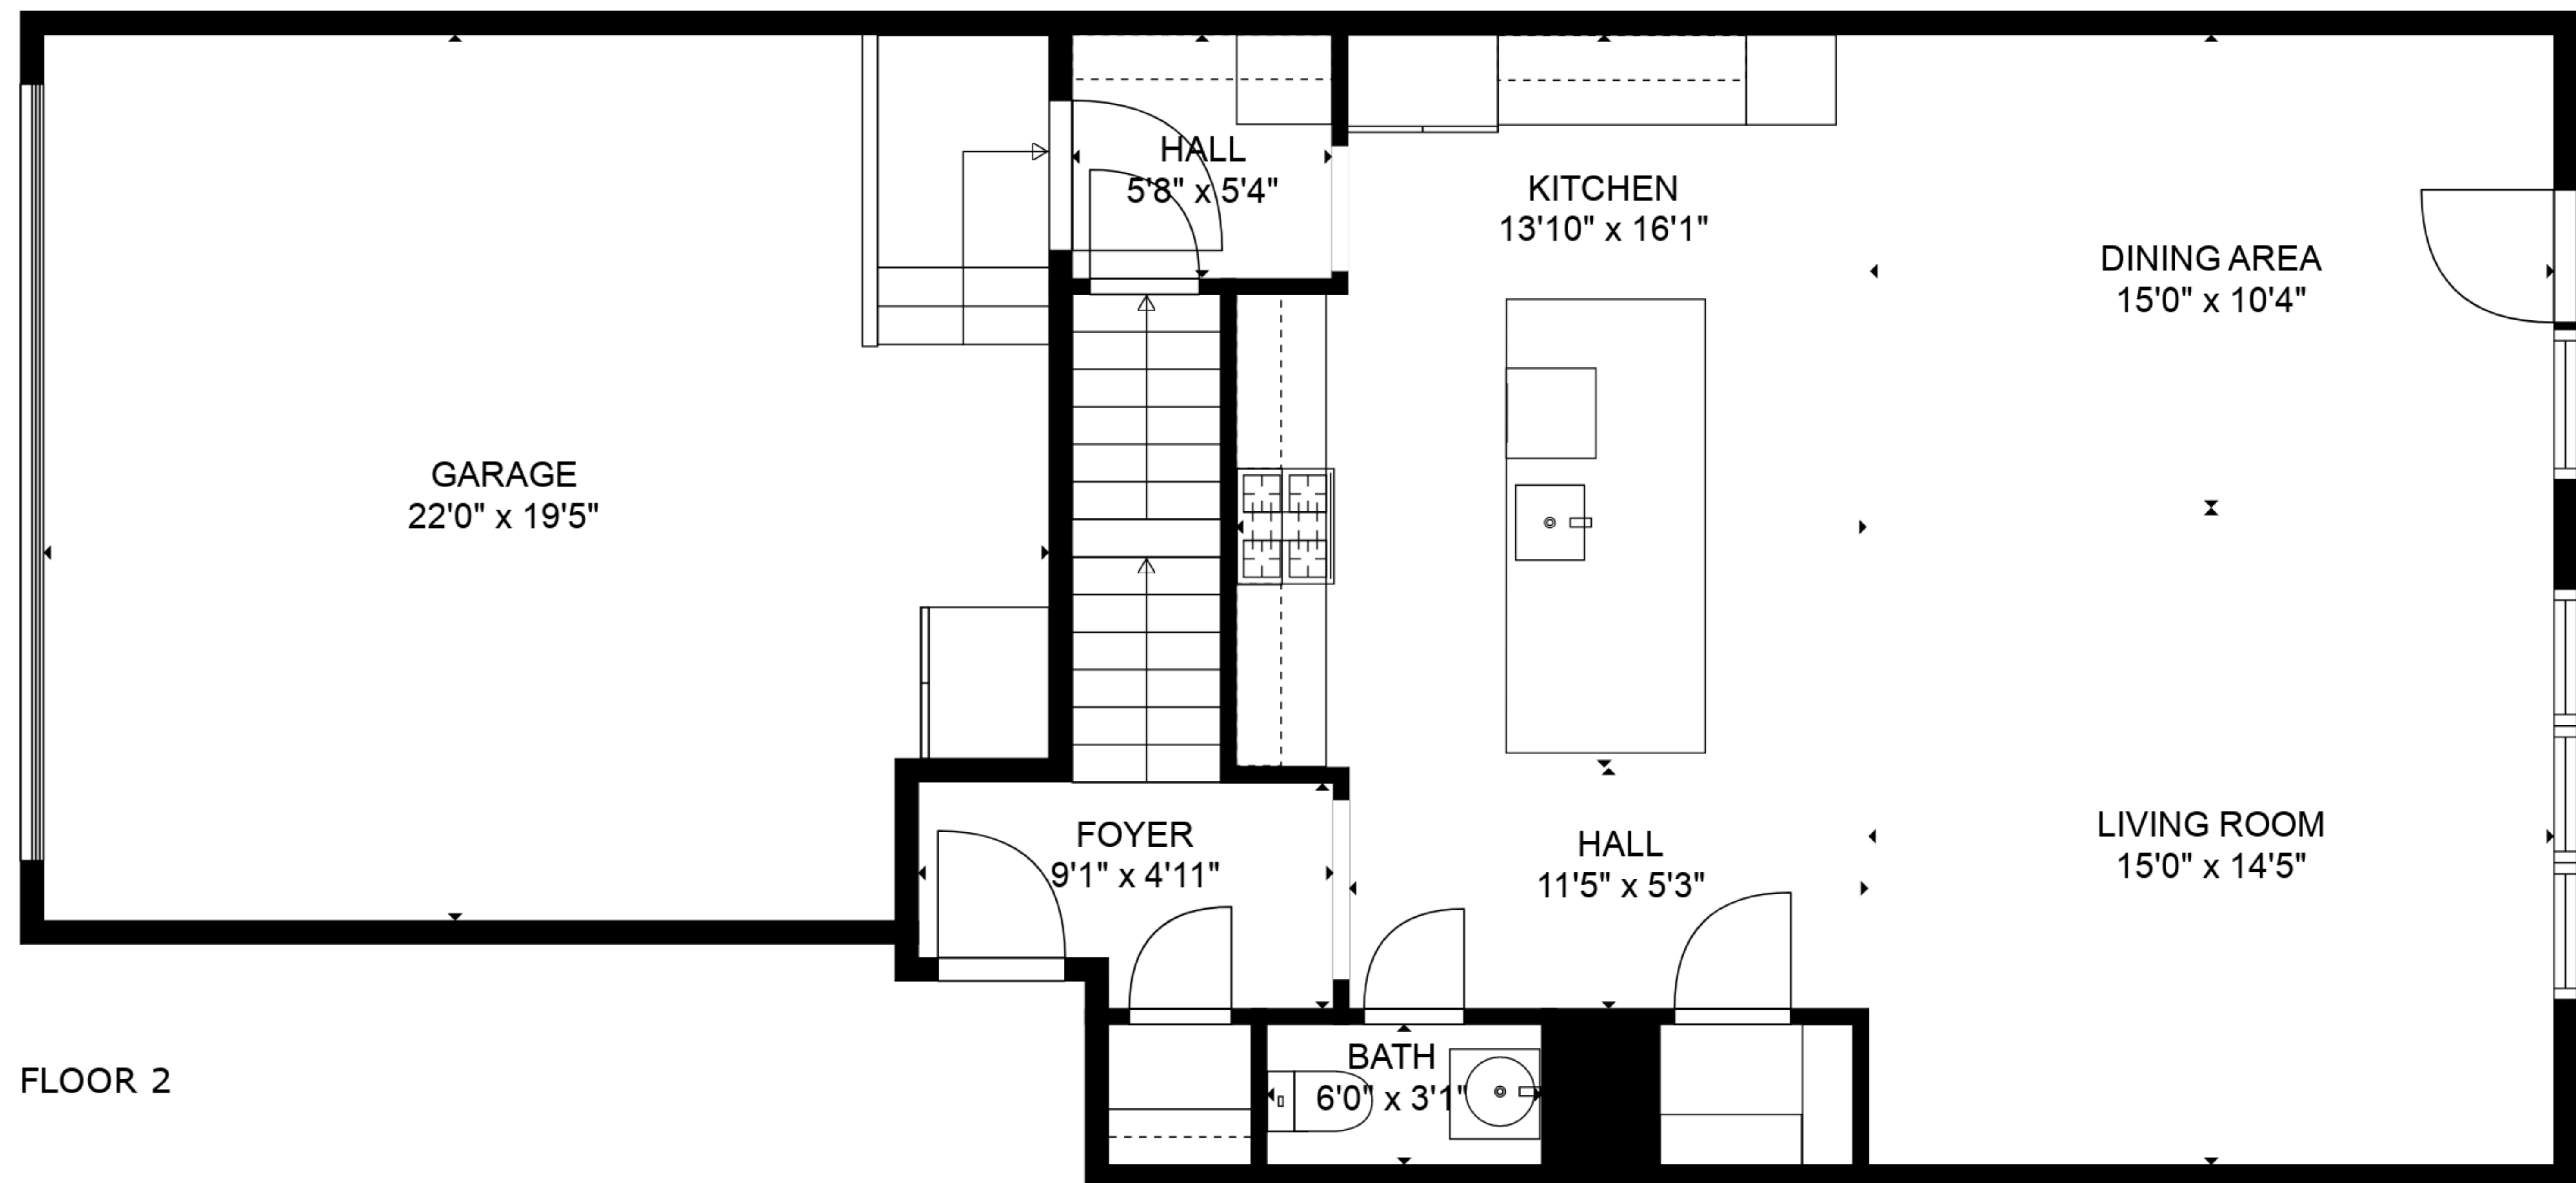 HALL
5'8" x 5'4"
KITCHEN
13'10" x 16'1"
DINING AREA
15'0" x 10'4"
GARAGE
22'0" x 19'5"
FOYER
9'1" x 4'11"
HALL
11'5" x 5'3"
LIVING ROOM
15'0" x 14'5"
BATH
6'0" x 3'1"
FLOOR 2